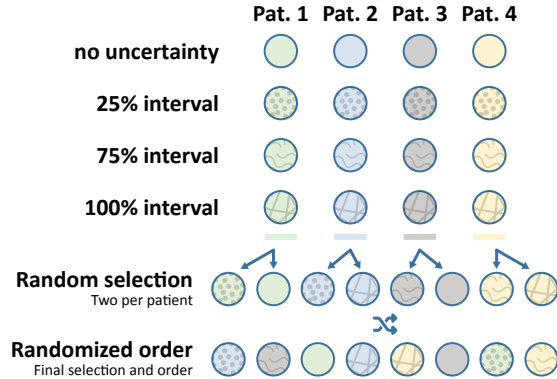 Pat. 1 Pat. 2 Pat. 3 Pat. 4
no uncertainty
25% interval
75% interval
100% interval
Random selection
Two per patient
Randomized order
Final selection and order